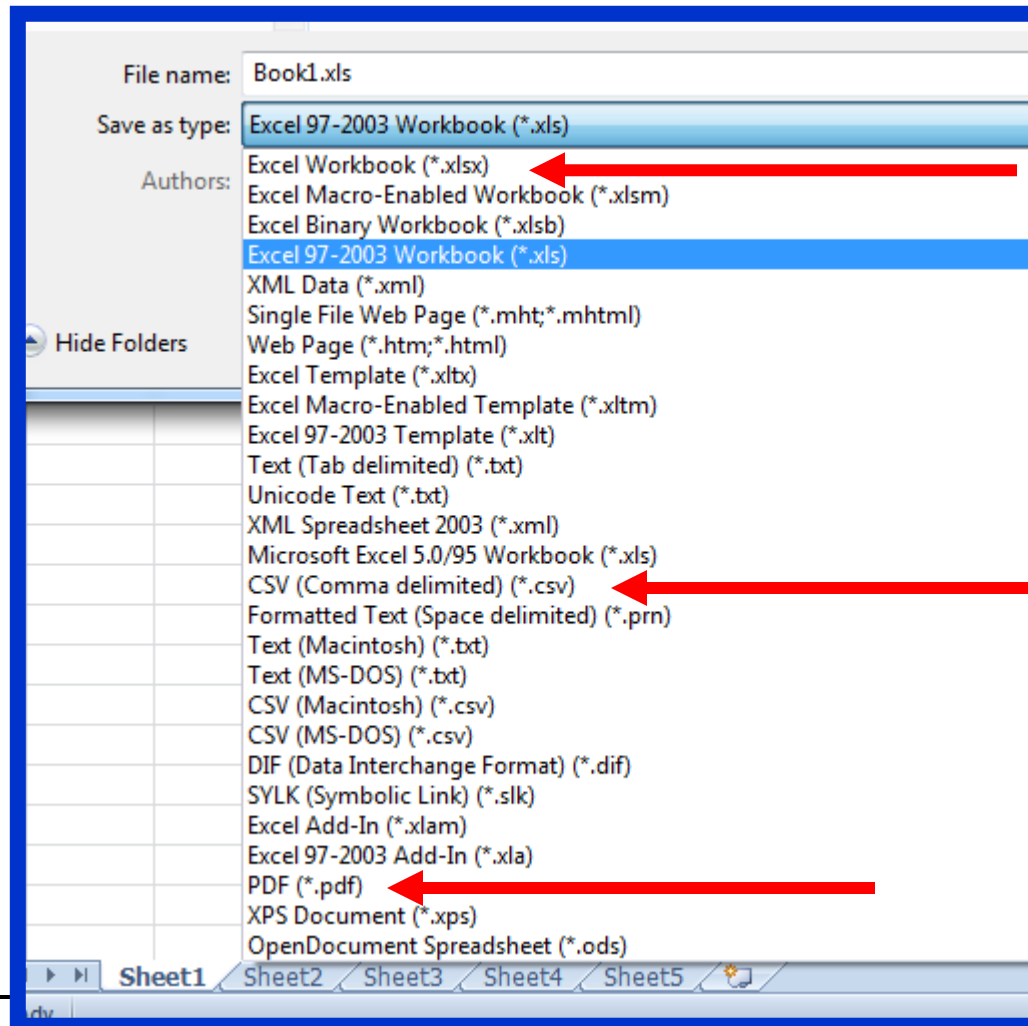 File name: Book1.xls
Save as type: Excel 97-2003 Workbook (*.xls)
Authors:
Excel Workbook (*.xlsx)
Excel Macro-Enabled Workbook (*.xlsm)
Excel Binary Workbook (*.xlsb)
Excel 97-2003 Workbook (*.xls)
XML Data (*.xml)
Single File Web Page (*.mht;*.mhtml)
Hide Folders
Web Page (*.htm;*.html)
Excel Template (*.xltx)
Excel Macro-Enabled Template (*.xltm)
Excel 97-2003 Template (*.xlt)
Text (Tab delimited) (*.txt)
Unicode Text (*.txt)
XML Spreadsheet 2003 (*.xml)
Microsoft Excel 5.0/95 Workbook (*.xls)
CSV (Comma delimited) (*.csv)
Formatted Text (Space delimited) (*.prn)
Text (Macintosh) (*.txt)
Text (MS-DOS) (*.txt)
CSV (Macintosh) (*.csv)
CSV (MS-DOS) (*.csv)
DIF (Data Interchange Format) (*.dif)
SYLK (Symbolic Link) (*.slk)
Excel Add-In (*.xlam)
Excel 97-2003 Add-In (*.xla)
PDF (*.pdf)
XPS Document (*.xps)
OpenDocument Spreadsheet (*.ods)
Sheet1 Sheet2 Sheet3 Sheet4 Sheet5